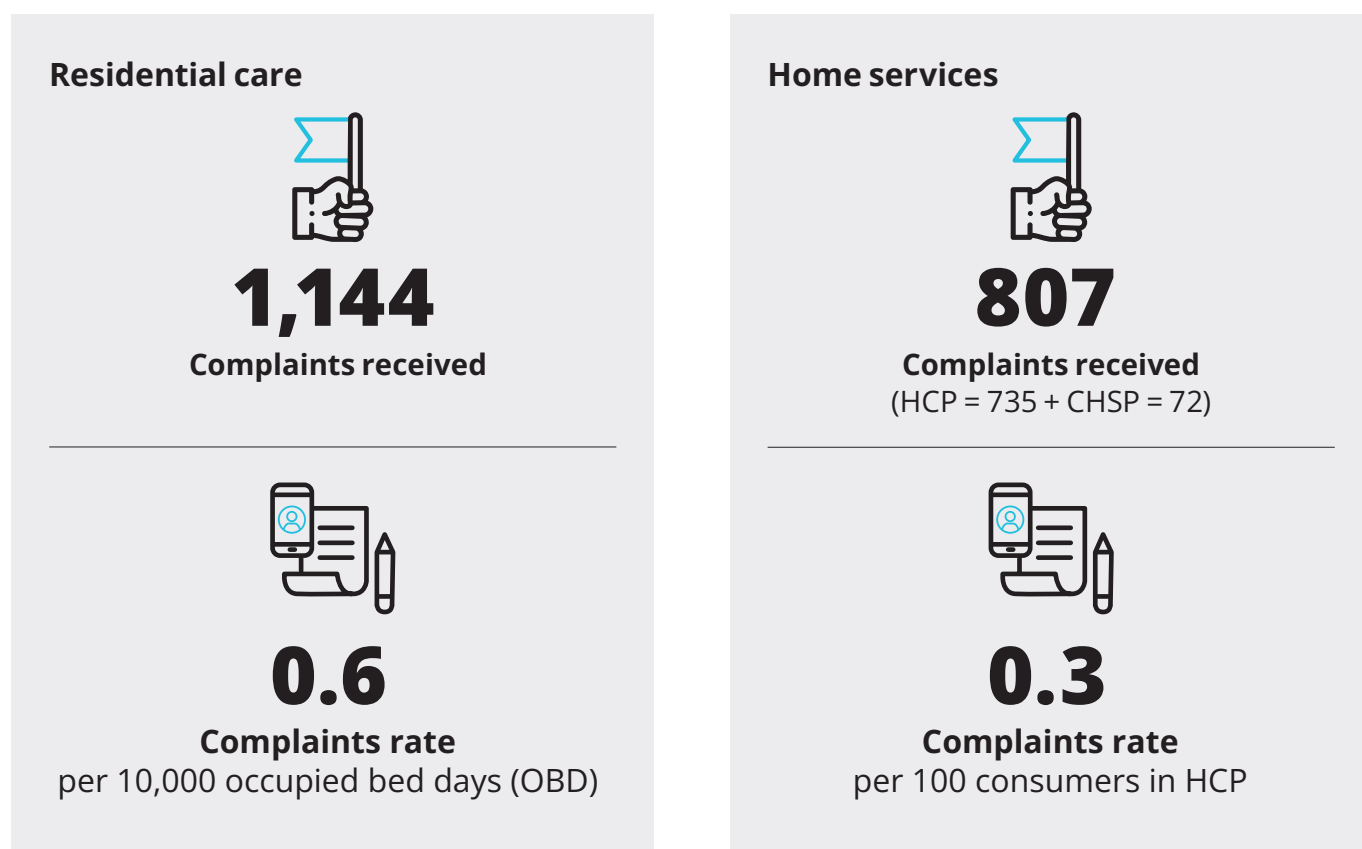 Residential care
1,144
Complaints received
0.6
Complaints rate
per 10,000 occupied bed days (OBD)
Home services
807
Complaints received
(HCP = 735 + CHSP = 72)
0.3
Complaints rate
per 100 consumers in HCP